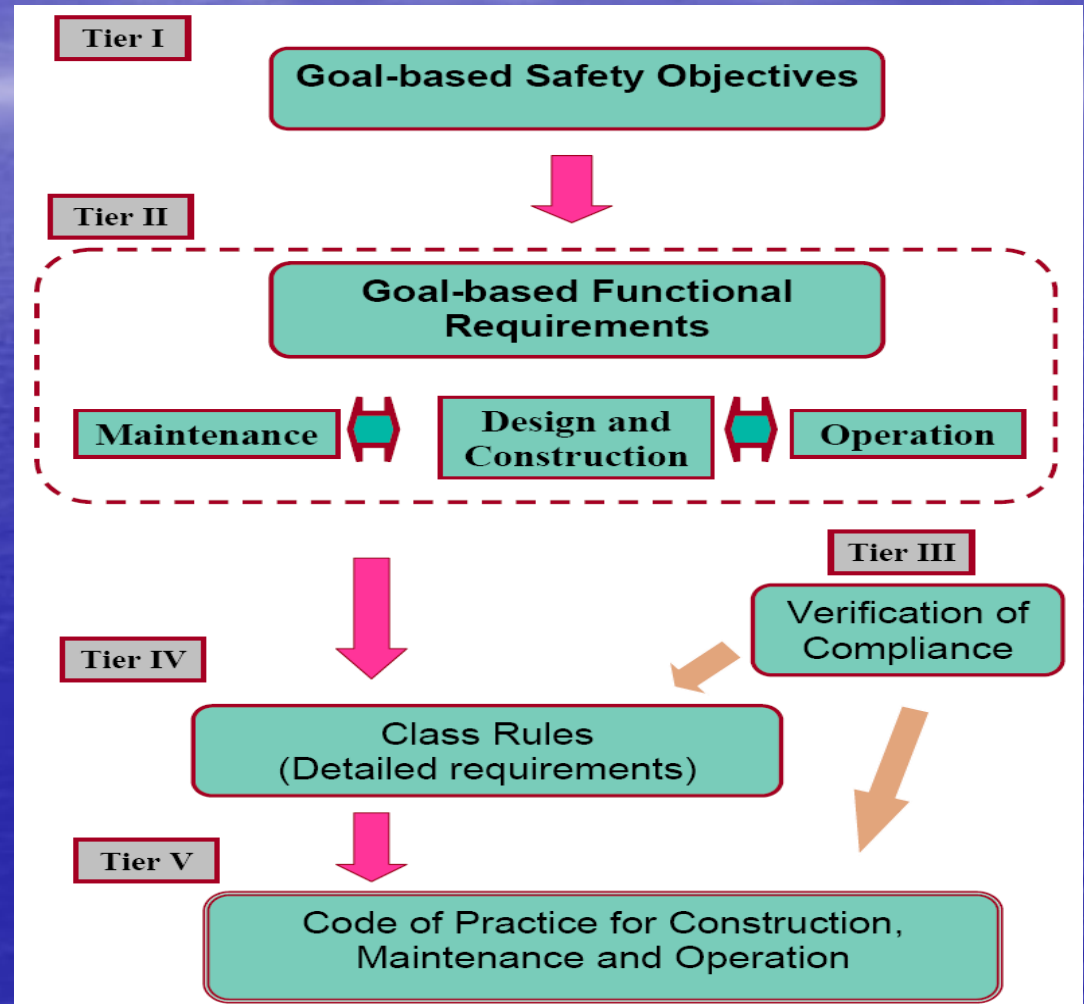 Tier I
Goal-based Safety Objectives
Tier II
Goal-based Functional
Requirements
Maintenance
Design and
Construction
Operation
Tier III
Verification of
Compliance
Tier IV
Class Rules
(Detailed requirements)
Tier V
Code of Practice for Construction,
Maintenance and Operation